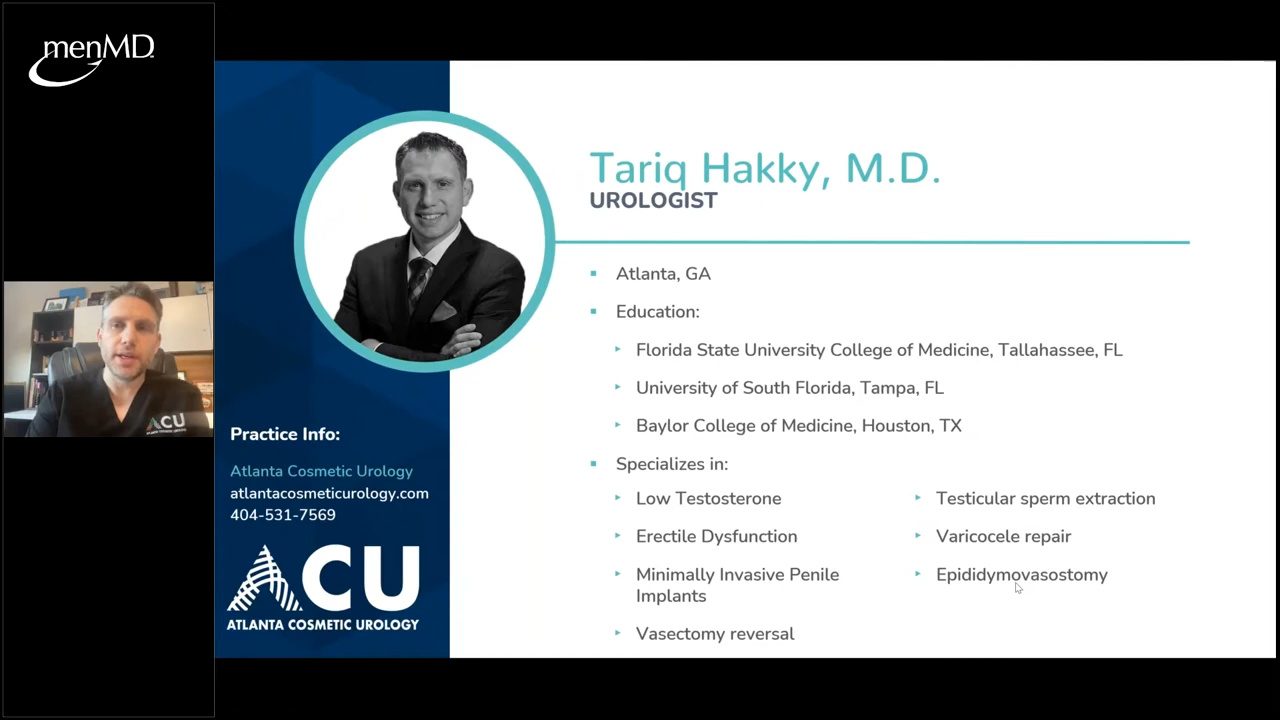 menMD
Tariq Hakky, M.D.
UROLOGIST
Atlanta, GA
Education:
Florida State University College of Medicine, Tallahassee, FL
University of South Florida, Tampa, FL
Baylor College of Medicine, Houston, TX
Specializes in:
Low Testosterone
Erectile Dysfunction
Minimally Invasive Penile
Implants
Vasectomy reversal
Testicular sperm extraction
Varicocele repair
Epididymovasostomy
Practice Info:
Atlanta Cosmetic Urology
atlantacosmeticurology.com
404-531-7569
ACU
ATLANTA COSMETIC UROLOGY
ACU